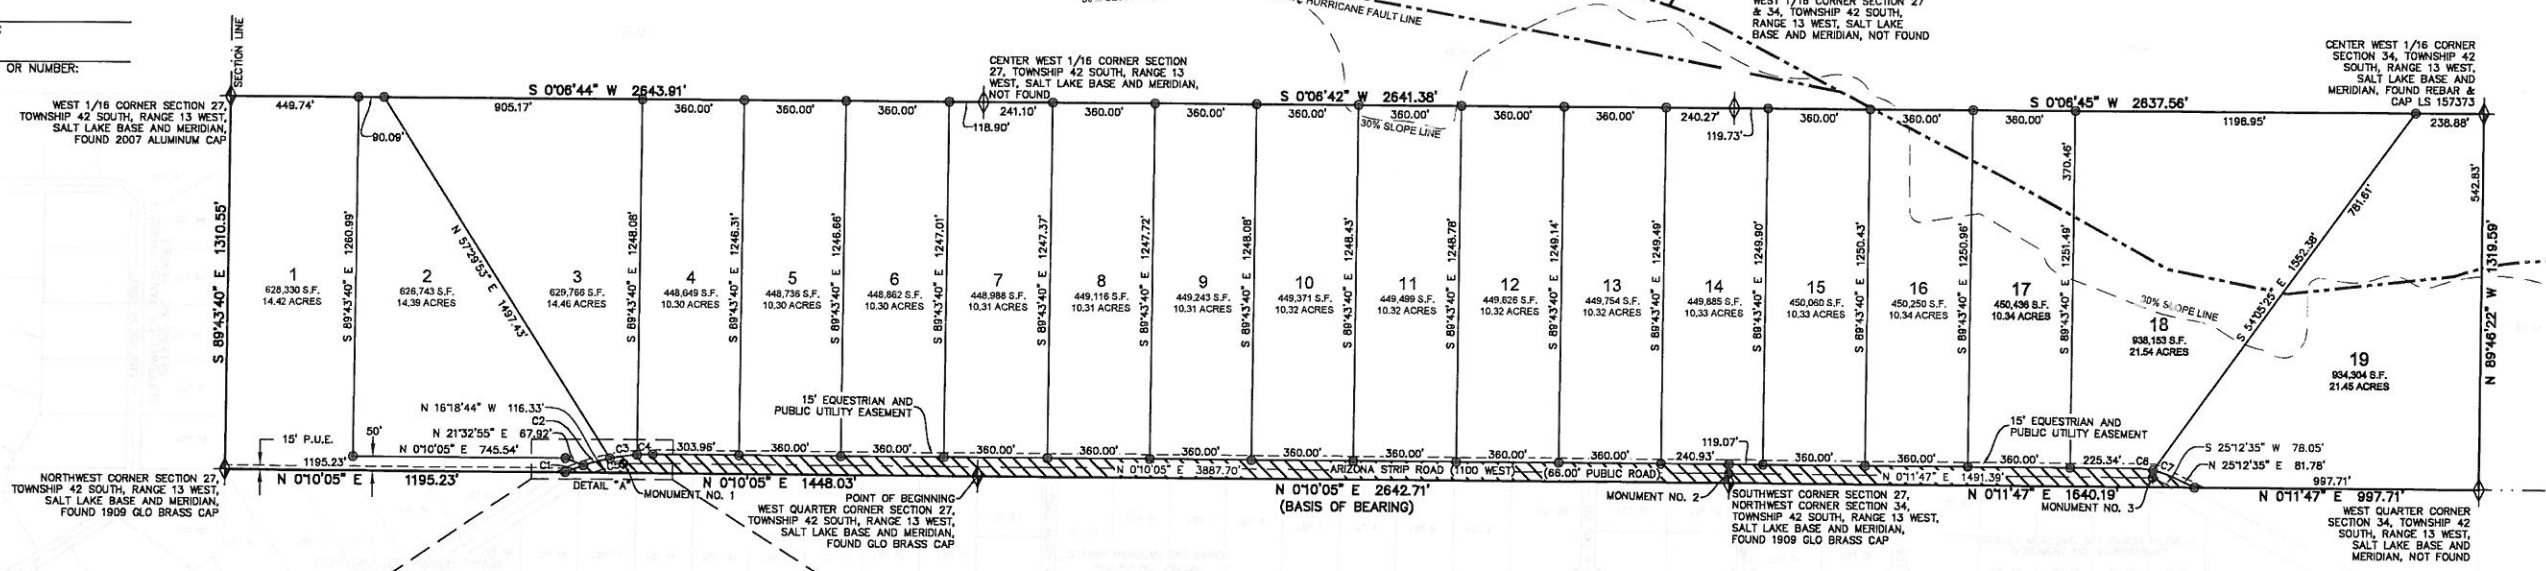 OR NUMBER:
SECTION LINE
HURRICANE FAULT LINE
WEST 1/16 CORNER SECTION 27
& 34, TOWNSHIP 42 SOUTH,
RANGE 13 WEST, SALT LAKE
BASE AND MERIDIAN, NOT FOUND
CENTER WEST 1/16 CORNER
SECTION 34, TOWNSHIP 42
SOUTH, RANGE 13 WEST,
SALT LAKE BASE AND
MERIDIAN, FOUND REBAR &
CAP LS 157373
CENTER WEST 1/16 CORNER SECTION
27, TOWNSHIP 42 SOUTH, RANGE 13
WEST, SALT LAKE BASE AND MERIDIAN,
NOT FOUND
WEST 1/16 CORNER SECTION 27,
TOWNSHIP 42 SOUTH, RANGE 13 WEST,
SALT LAKE BASE AND MERIDIAN,
FOUND 2007 ALUMINUM CAP
S 0°06'44" W 2643.91'
S 0°06'42" W 2641.38'
S 0°06'45" W 2637.56'
449.74'
90.09'
905.17'
360.00'
360.00'
360.00'
118.90'
241.10'
360.00'
360.00'
360.00'
360.00'
360.00'
360.00'
240.27'
119.73'
360.00'
360.00'
360.00'
1198.95'
238.88'
30% SLOPE LINE
S 89°43'40" E 1310.55'
S 89°43'40" E 1260.99'
N 57°29'53" E 1497.43'
S 89°43'40" E 1248.08'
S 89°43'40" E 1246.31'
S 89°43'40" E 1246.66'
S 89°43'40" E 1247.01'
S 89°43'40" E 1247.37'
S 89°43'40" E 1247.72'
S 89°43'40" E 1248.08'
S 89°43'40" E 1248.43'
S 89°43'40" E 1248.78'
S 89°43'40" E 1249.14'
S 89°43'40" E 1249.49'
S 89°43'40" E 1249.90'
S 89°43'40" E 1250.43'
S 89°43'40" E 1250.96'
S 89°43'40" E 1251.49'
370.46'
S 54°05'25" E 1552.38'
781.61'
542.83'
N 89°46'22" W 1319.59'
1
628,330 S.F.
14.42 ACRES
2
626,743 S.F.
14.39 ACRES
3
629,766 S.F.
14.46 ACRES
4
448,649 S.F.
10.30 ACRES
5
448,736 S.F.
10.30 ACRES
6
448,862 S.F.
10.30 ACRES
7
448,988 S.F.
10.31 ACRES
8
449,116 S.F.
10.31 ACRES
9
449,243 S.F.
10.31 ACRES
10
449,371 S.F.
10.32 ACRES
11
449,499 S.F.
10.32 ACRES
12
449,626 S.F.
10.32 ACRES
13
449,754 S.F.
10.32 ACRES
14
449,885 S.F.
10.33 ACRES
15
450,060 S.F.
10.33 ACRES
16
450,250 S.F.
10.34 ACRES
17
450,436 S.F.
10.34 ACRES
30% SLOPE LINE
18
938,153 S.F.
21.54 ACRES
19
934,304 S.F.
21.45 ACRES
N 16°18'44" W 116.33'
C2
N 21°32'55" E 67.92'
15' EQUESTRIAN AND
PUBLIC UTILITY EASEMENT
15' EQUESTRIAN AND
PUBLIC UTILITY EASEMENT
15' P.U.E.
50'
N 0°10'05" E 745.54'
1195.23'
C1
C3
C4
303.96'
360.00'
360.00'
360.00'
360.00'
360.00'
360.00'
360.00'
360.00'
360.00'
240.93'
119.07'
360.00'
360.00'
360.00'
225.34'
C6
C7
S 25°12'35" W 78.05'
N 25°12'35" E 81.78'
N 0°10'05" E 3887.70'
ARIZONA STRIP ROAD (1100 WEST)
(66.00' PUBLIC ROAD)
N 0°11'47" E 1491.39'
997.71'
N 0°10'05" E 1195.23'
DETAIL "A"
MONUMENT NO. 1
N 0°10'05" E 1448.03'
N 0°10'05" E 2642.71'
(BASIS OF BEARING)
MONUMENT NO. 2
N 0°11'47" E 1640.19'
MONUMENT NO. 3
N 0°11'47" E 997.71'
NORTHWEST CORNER SECTION 27,
TOWNSHIP 42 SOUTH, RANGE 13 WEST,
SALT LAKE BASE AND MERIDIAN,
FOUND 1909 GLO BRASS CAP
POINT OF BEGINNING
WEST QUARTER CORNER SECTION 27,
TOWNSHIP 42 SOUTH, RANGE 13 WEST,
SALT LAKE BASE AND MERIDIAN,
FOUND GLO BRASS CAP
SOUTHWEST CORNER SECTION 27,
NORTHWEST CORNER SECTION 34,
TOWNSHIP 42 SOUTH, RANGE 13 WEST,
SALT LAKE BASE AND MERIDIAN,
FOUND 1909 GLO BRASS CAP
WEST QUARTER CORNER
SECTION 34, TOWNSHIP 42
SOUTH, RANGE 13 WEST,
SALT LAKE BASE AND
MERIDIAN, NOT FOUND